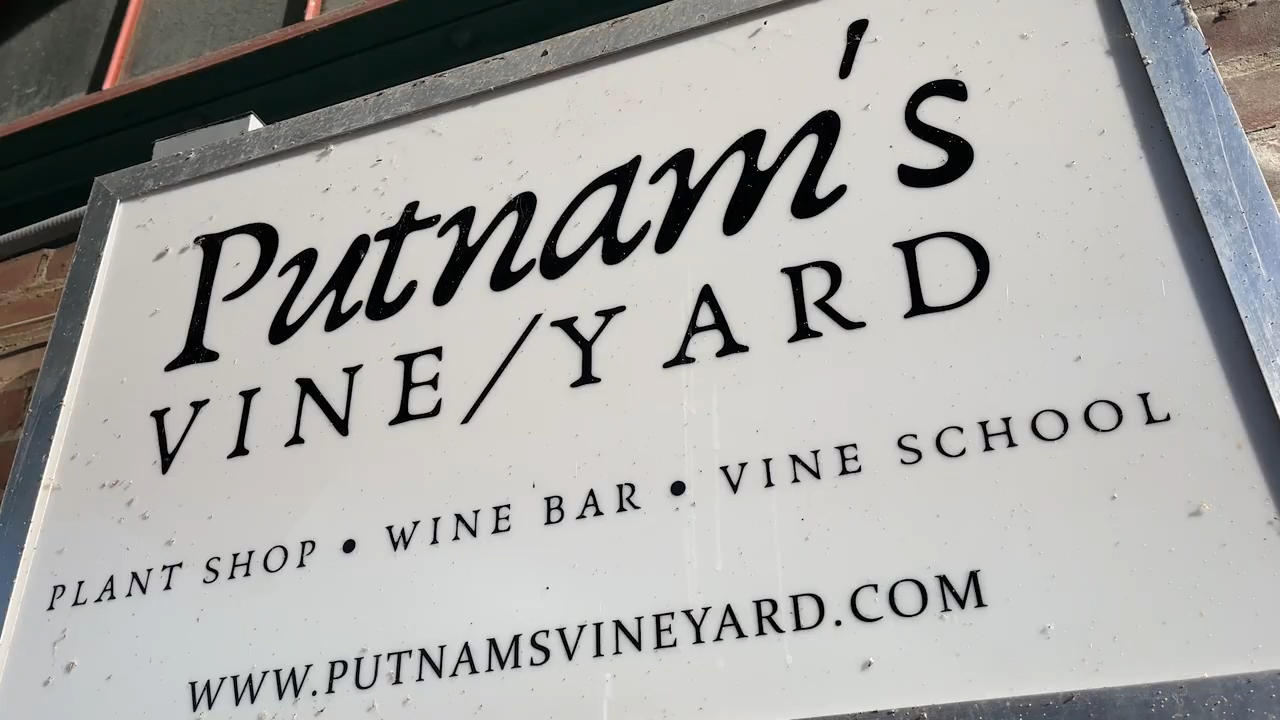 Putnam's
VINE/YARD
PLANT SHOP • WINE BAR • VINE SCHOOL
WWW.PUTNAMSVINEYARD.COM